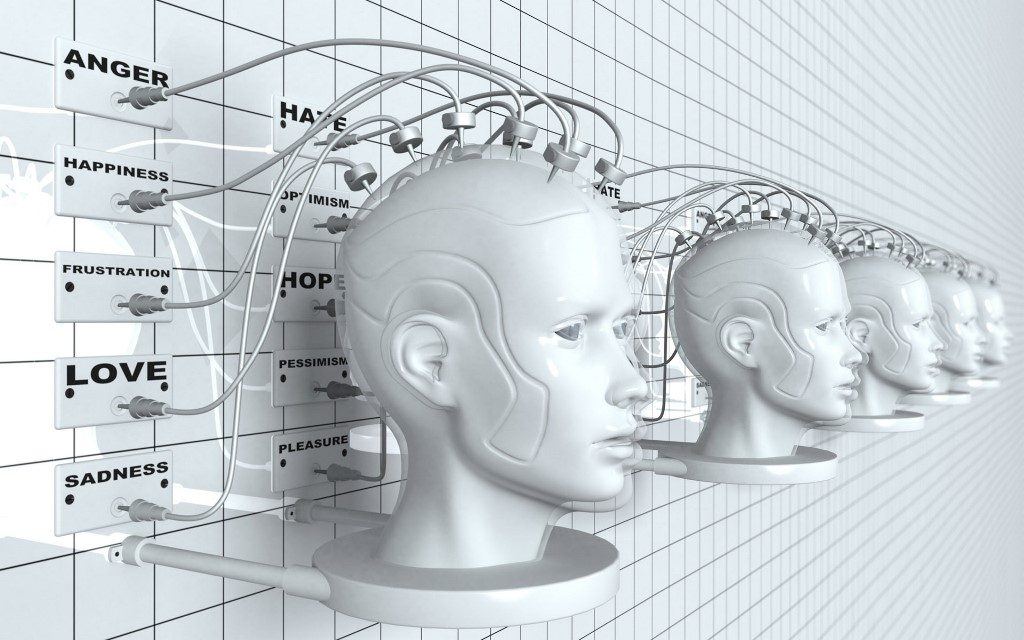 ANGER
HAPPINESS
FRUSTRATION
LOVE
SADNESS
HATE
OPTIMISM
HOPE
PESSIMISM
PLEASURE